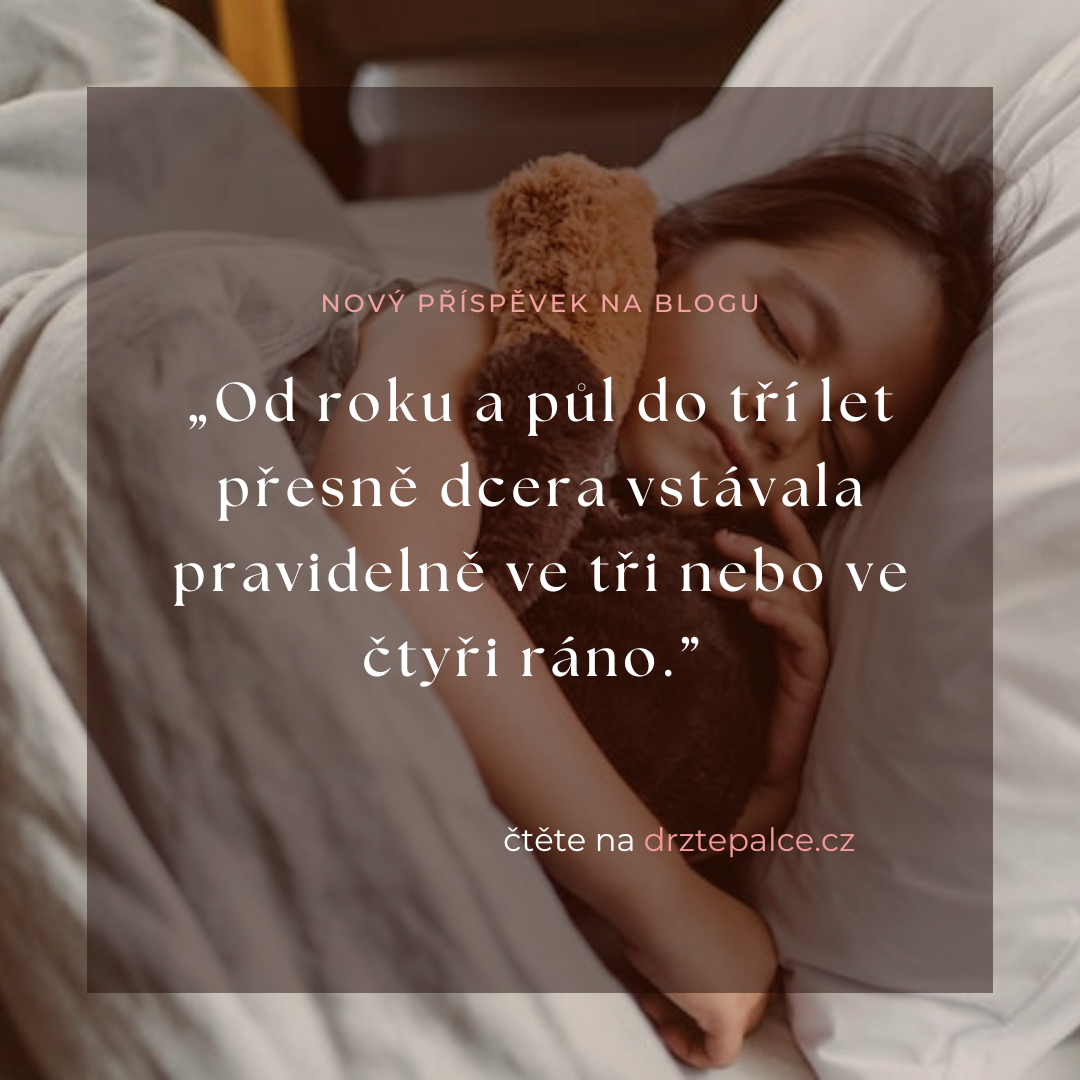 NOVÝ PŘÍSPĚVEK NA BLOGU
„Od roku a půl do tří let
přesně dcera vstávala
pravidelně ve tři nebo ve
čtyři ráno.”
čtěte na drztepalce.cz